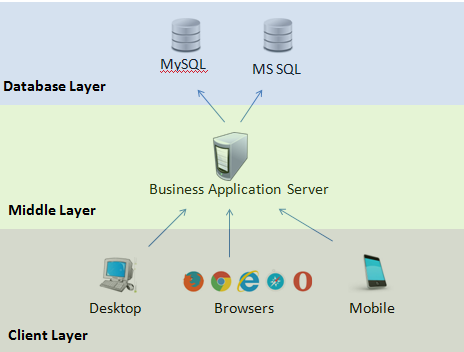 MySQL
MS SQL
Database Layer
Business Application Server
Middle Layer
Desktop
Browsers
Mobile
Client Layer